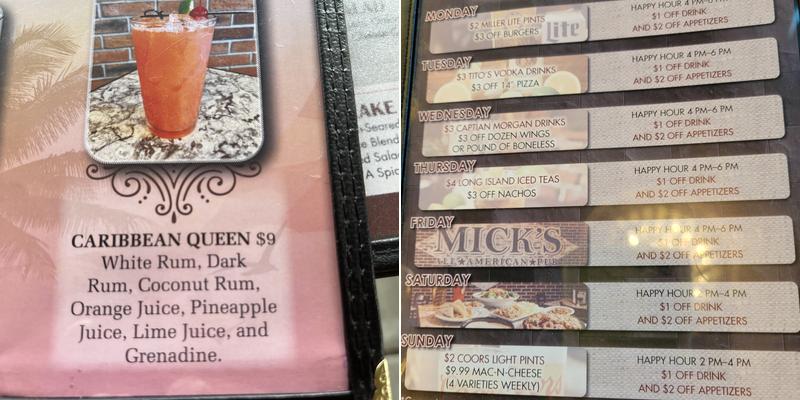 CARIBBEAN QUEEN $9
White Rum, Dark
Rum, Coconut Rum,
Orange Juice, Pineapple
Juice, Lime Juice, and
Grenadine.
AKE
-Seared
e Blend
d Salad
A Spic
MONDAY
$2 MILLER LITE PINTS
$3 OFF BURGERS
Lite
HAPPY HOUR 4 PM–6 PM
$1 OFF DRINK
AND $2 OFF APPETIZERS
TUESDAY
$3 TITO'S VODKA DRINKS
$3 OFF 14" PIZZA
HAPPY HOUR 4 PM–6 PM
$1 OFF DRINK
AND $2 OFF APPETIZERS
WEDNESDAY
$3 CAPTIAN MORGAN DRINKS
$3 OFF DOZEN WINGS
OR POUND OF BONELESS
HAPPY HOUR 4 PM–6 PM
$1 OFF DRINK
AND $2 OFF APPETIZERS
THURSDAY
$4 LONG ISLAND ICED TEAS
$3 OFF NACHOS
HAPPY HOUR 4 PM–6 PM
$1 OFF DRINK
AND $2 OFF APPETIZERS
FRIDAY
MICK'S
ALL★AMERICAN★PUB
HAPPY HOUR 4 PM–6 PM
$1 OFF DRINK
AND $2 OFF APPETIZERS
SATURDAY
HAPPY HOUR 2 PM–4 PM
$1 OFF DRINK
AND $2 OFF APPETIZERS
SUNDAY
$2 COORS LIGHT PINTS
$9.99 MAC-N-CHEESE
(4 VARIETIES WEEKLY)
HAPPY HOUR 2 PM–4 PM
$1 OFF DRINK
AND $2 OFF APPETIZERS